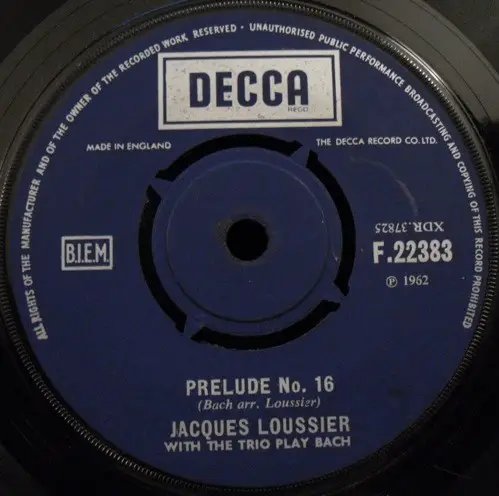 ALL RIGHTS OF THE MANUFACTURER AND OF THE OWNER OF THE RECORDED WORK RESERVED • UNAUTHORISED PUBLIC PERFORMANCE BROADCASTING AND COPYING OF THIS RECORD PROHIBITED
DECCA
REGD
MADE IN ENGLAND
THE DECCA RECORD CO. LTD.
XDR.37825
B.I.E.M.
F.22383
Ⓟ 1962
PRELUDE No. 16
(Bach arr. Loussier)
JACQUES LOUSSIER
WITH THE TRIO PLAY BACH